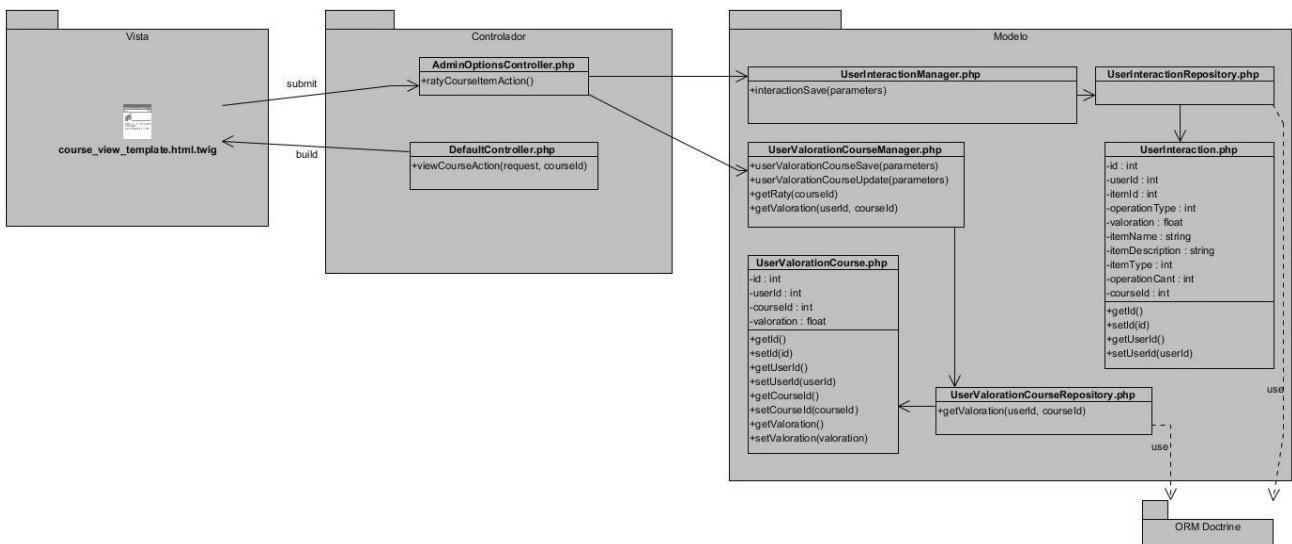 Vista
course_view_template.html.twig
submit
build
Controlador
AdminOptionsController.php
+ratyCourseItemAction()
DefaultController.php
+viewCourseAction(request, courseId)
Modelo
UserInteractionManager.php
+interactionSave(parameters)
UserInteractionRepository.php
UserValorationCourseManager.php
+userValorationCourseSave(parameters)
+userValorationCourseUpdate(parameters)
+getRaty(courseId)
+getValoration(userId, courseId)
UserInteraction.php
-id : int
-userId : int
-itemId : int
-operationType : int
-valoration : float
-itemName : string
-itemDescription : string
-itemType : int
-operationCant : int
-courseId : int
+getId()
+setId(id)
+getUserId()
+setUserId(userId)
UserValorationCourse.php
-id : int
-userId : int
-courseId : int
-valoration : float
+getId()
+setId(id)
+getUserId()
+setUserId(userId)
+getCourseId()
+setCourseId(courseId)
+getValoration()
+setValoration(valoration)
UserValorationCourseRepository.php
+getValoration(userId, courseId)
use
use
ORM Doctrine